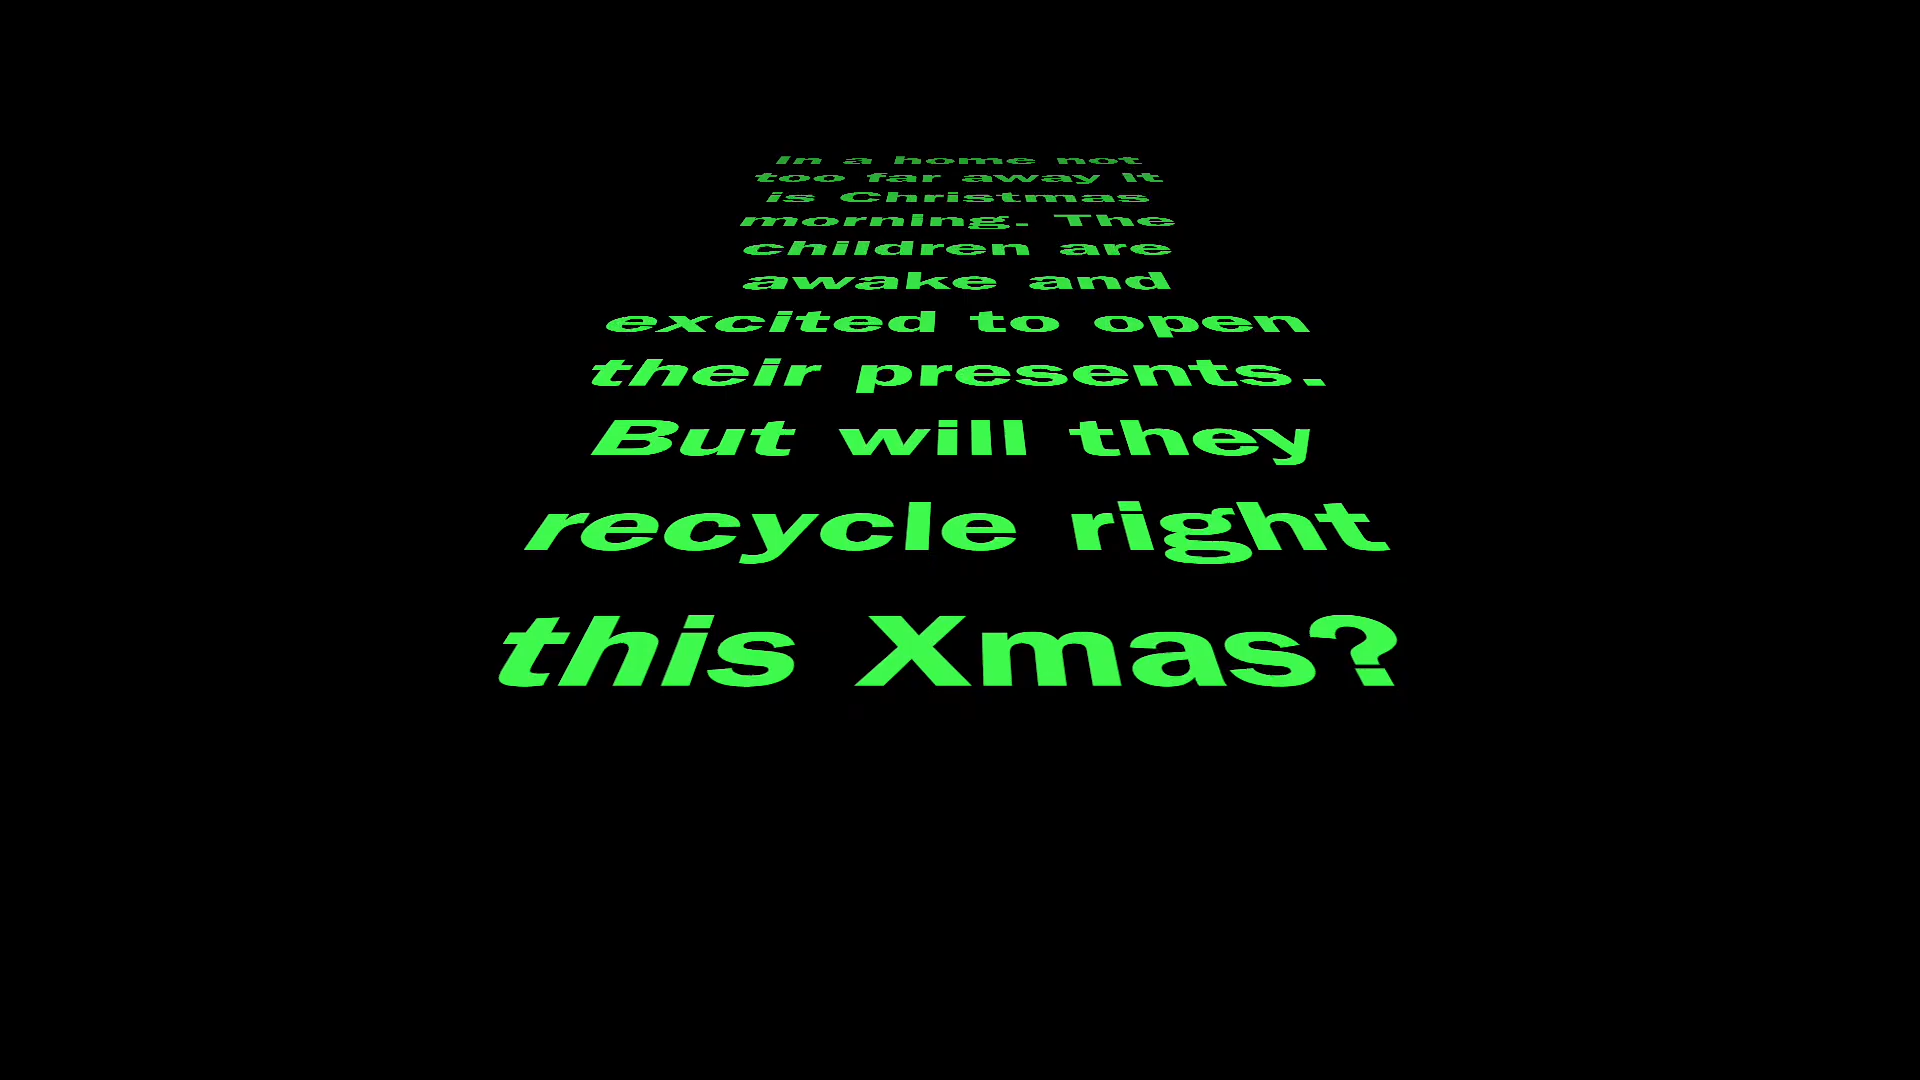 In a home not
too far away It
is Christmas
morning. The
children are
awake and
excited to open
their presents.
But will they
recycle right
this Xmas?